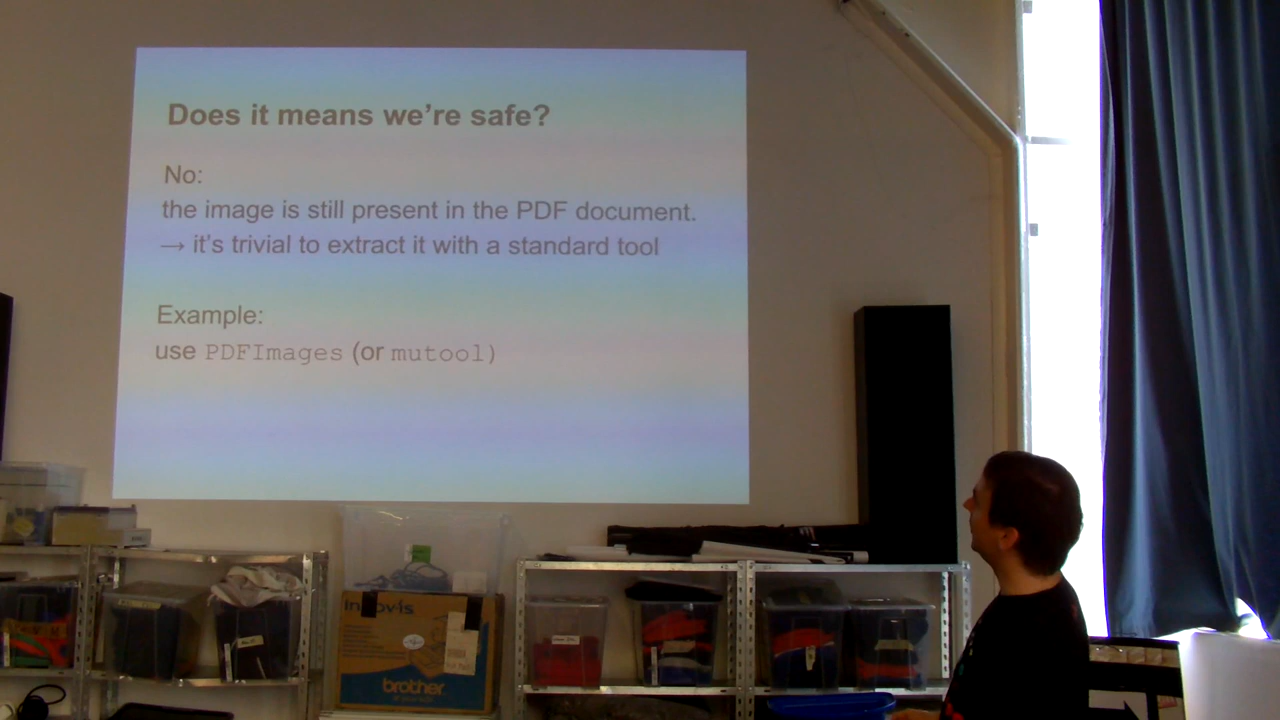 Does it means we're safe?
No:
the image is still present in the PDF document.
→ it's trivial to extract it with a standard tool
Example:
use PDFImages (or mutool)
brother